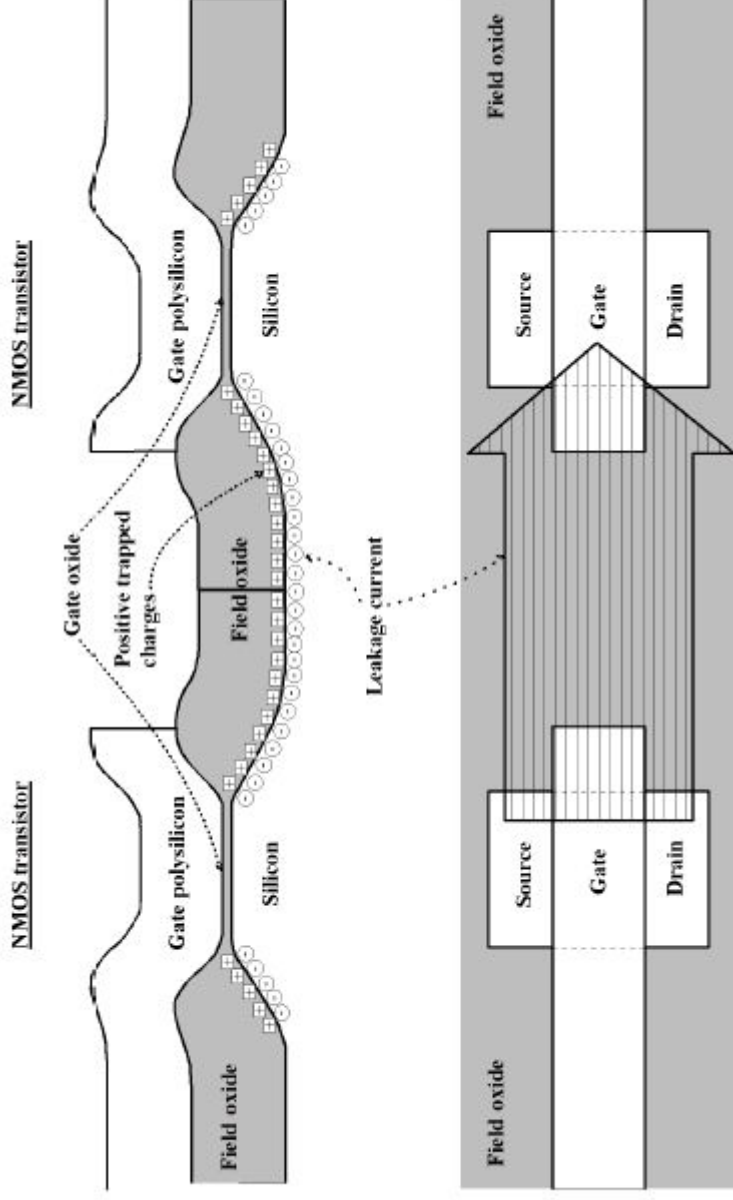 NMOS transistor
NMOS transistor
Gate oxide
Positive trapped
charges
Gate polysilicon
Gate polysilicon
Field oxide
Field oxide
Silicon
Silicon
Leakage current
Field oxide
Source
Source
Field oxide
Gate
Gate
Drain
Drain